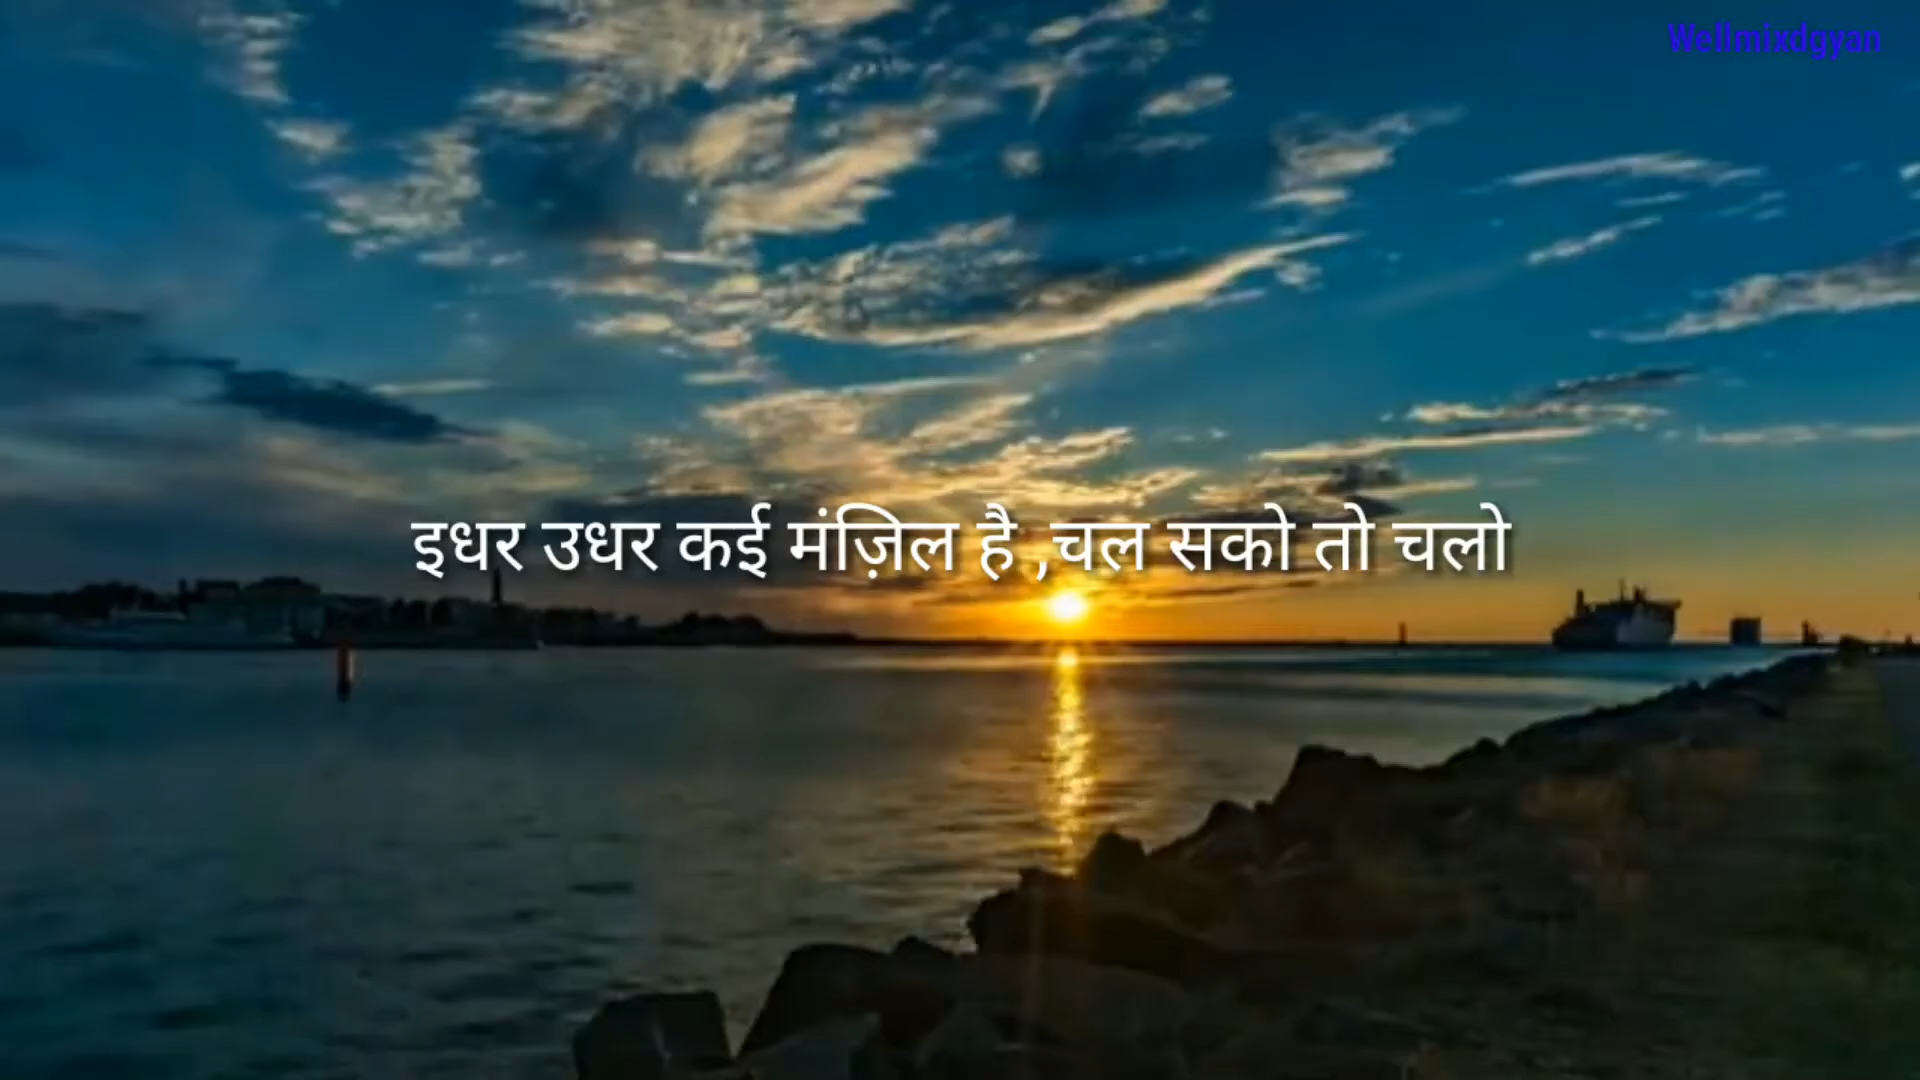 Wellmixdgyan
इधर उधर कई मंज़िल है ,चल सको तो चलो